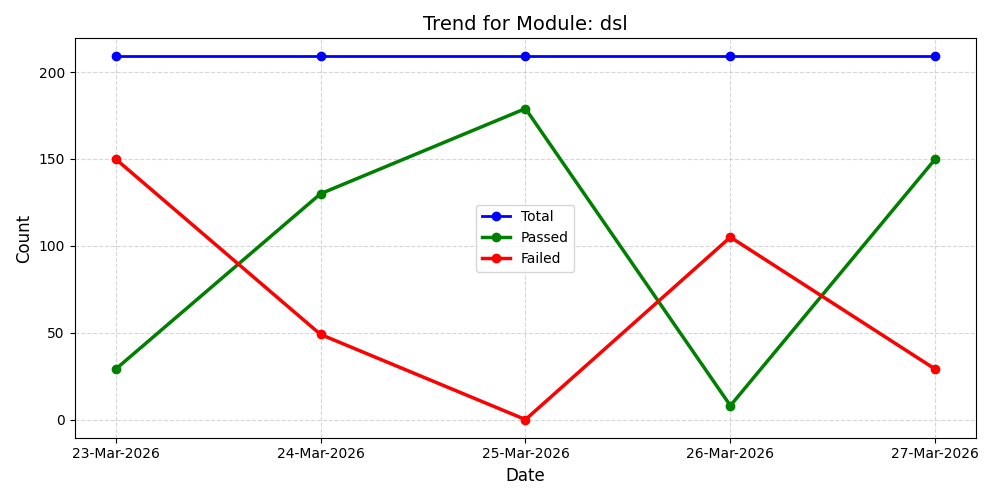 Trend for Module: dsl
Count
200
150
100
50
0
Total
Passed
Failed
23-Mar-2026
24-Mar-2026
25-Mar-2026
26-Mar-2026
27-Mar-2026
Date